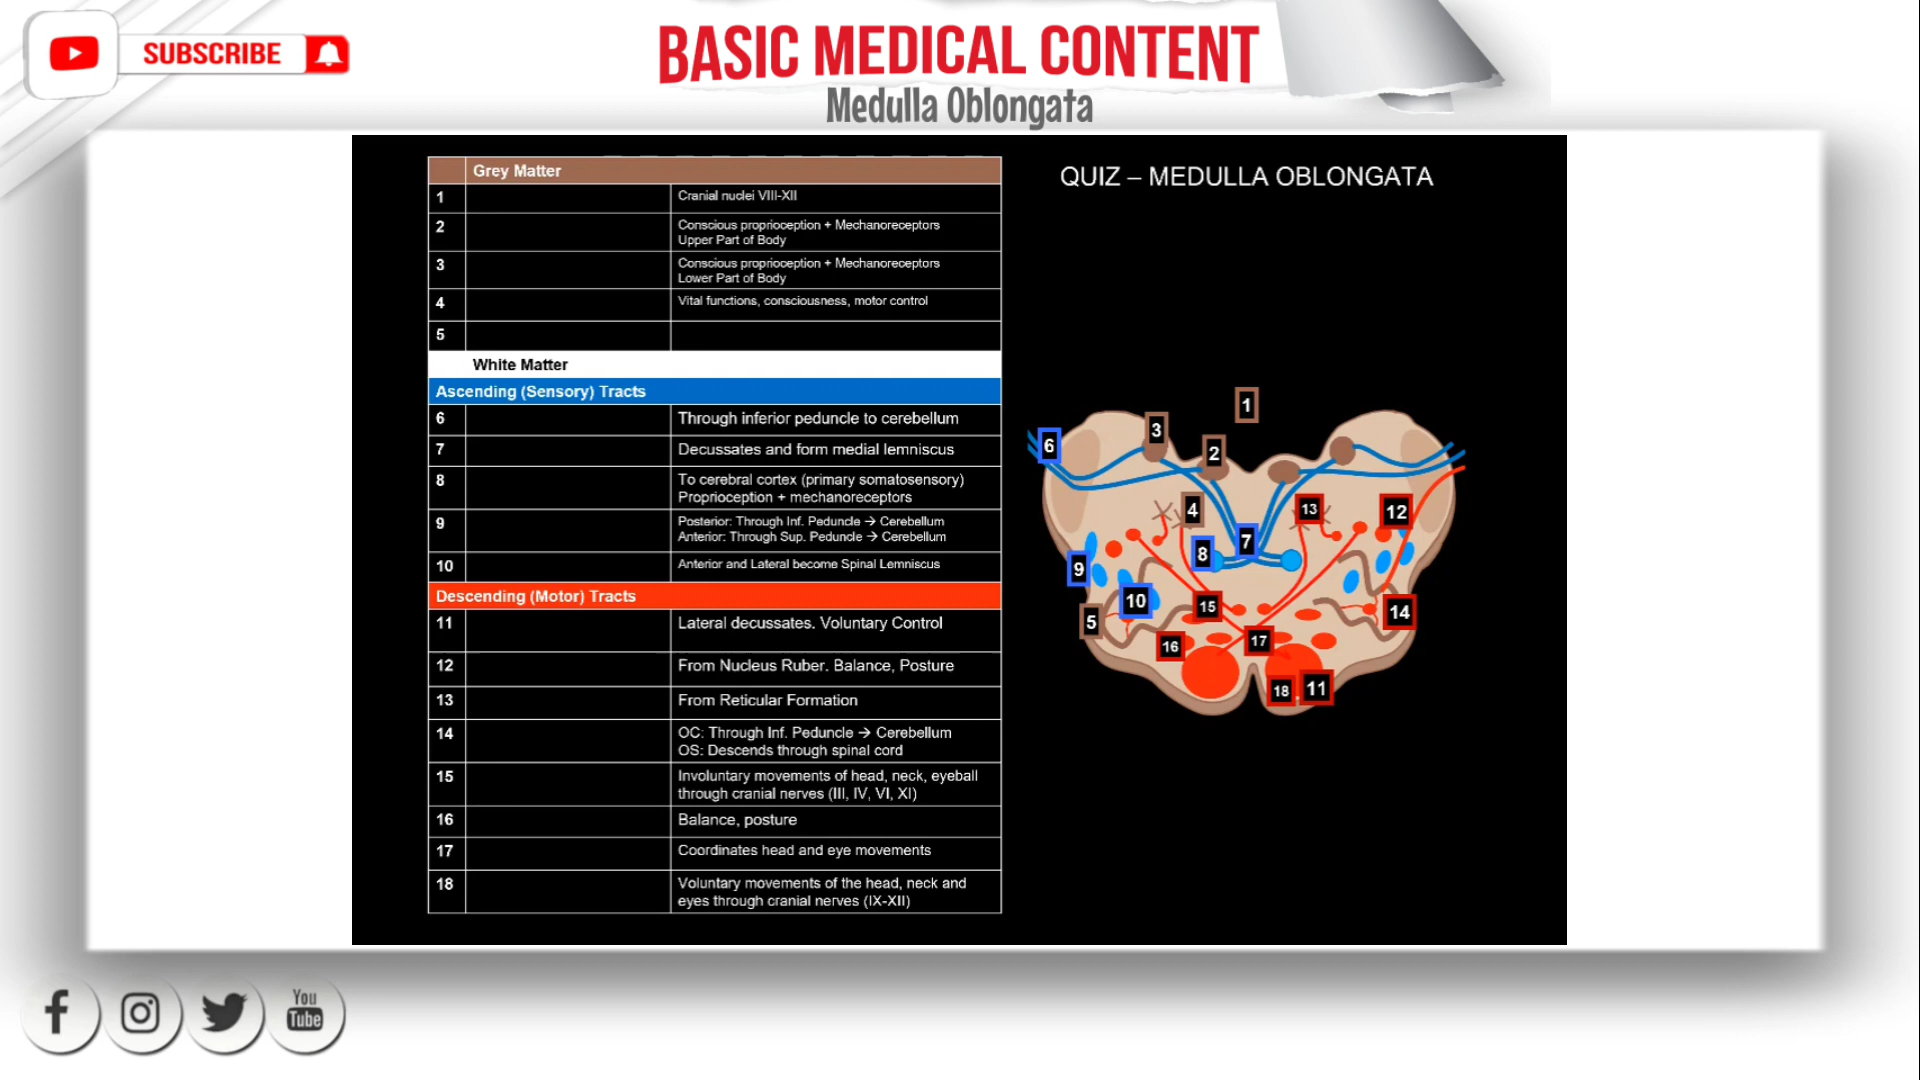 SUBSCRIBE
BASIC MEDICAL CONTENT
Medulla Oblongata
QUIZ – MEDULLA OBLONGATA
Grey Matter
1 Cranial nuclei VIII-XII
2 Conscious proprioception + Mechanoreceptors
Upper Part of Body
3 Conscious proprioception + Mechanoreceptors
Lower Part of Body
4 Vital functions, consciousness, motor control
5
White Matter
Ascending (Sensory) Tracts
6 Through inferior peduncle to cerebellum
7 Decussates and form medial lemniscus
8 To cerebral cortex (primary somatosensory)
Proprioception + mechanoreceptors
9 Posterior: Through Inf. Peduncle → Cerebellum
Anterior: Through Sup. Peduncle → Cerebellum
10 Anterior and Lateral become Spinal Lemniscus
Descending (Motor) Tracts
11 Lateral decussates. Voluntary Control
12 From Nucleus Ruber. Balance, Posture
13 From Reticular Formation
14 OC: Through Inf. Peduncle → Cerebellum
OS: Descends through spinal cord
15 Involuntary movements of head, neck, eyeball
through cranial nerves (III, IV, VI, XI)
16 Balance, posture
17 Coordinates head and eye movements
18 Voluntary movements of the head, neck and
eyes through cranial nerves (IX-XII)
1
3
6
2
4
13
12
7
8
9
10
15
14
5
17
16
18
11
You
Tube